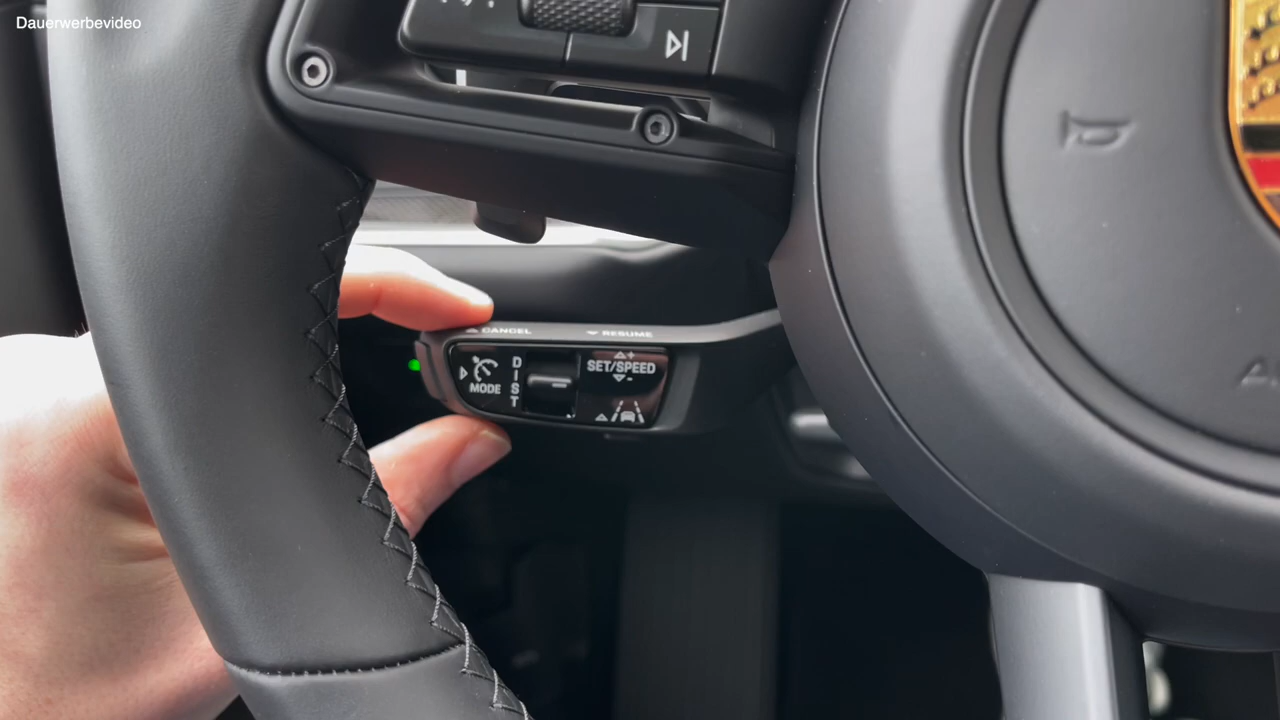 Dauerwerbevideo
CANCEL
RESUME
MODE
DIST
+
SET/SPEED
-